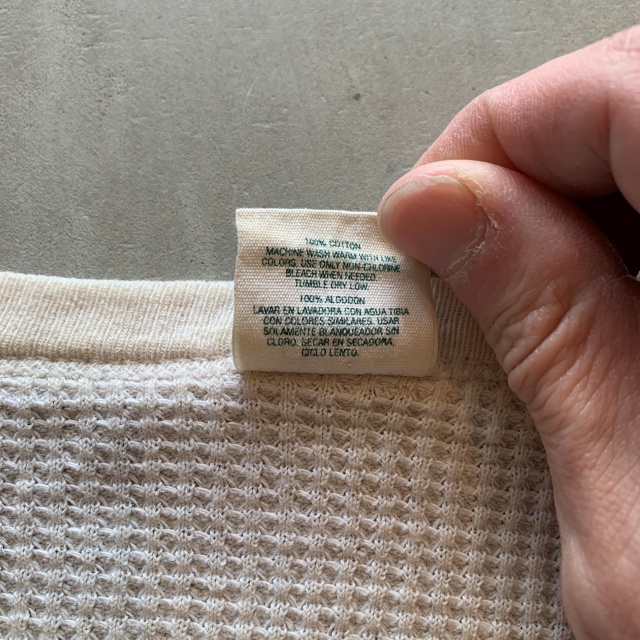 100% COTTON
MACHINE WASH WARM WITH LIKE
COLORS. USE ONLY NON-CHLORINE
BLEACH WHEN NEEDED
TUMBLE DRY LOW
100% ALGODON
LAVAR EN LAVADORA CON AGUA TIBIA
CON COLORES SIMILARES. USAR
SOLAMENTE BLANQUEADOR SIN
CLORO. SECAR EN SECADORA,
CICLO LENTO.